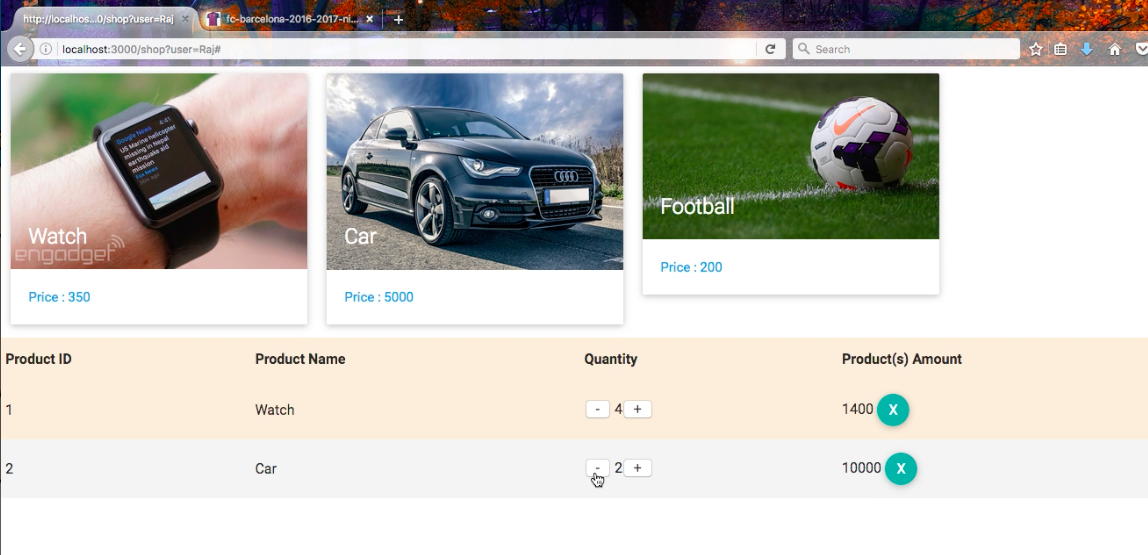 http://localhos...0/shop?user=Raj ×
fc-barcelona-2016-2017-ni... × +
localhost:3000/shop?user=Raj#
Search
Google News 4:41
US Marine helicopter
missing in Nepal
earthquake aid
mission
Fox News
engadget
Watch
Price : 350
Car
Price : 5000
Football
Price : 200
Product ID Product Name Quantity Product(s) Amount
1 Watch - 4 + 1400 X
2 Car - 2 + 10000 X